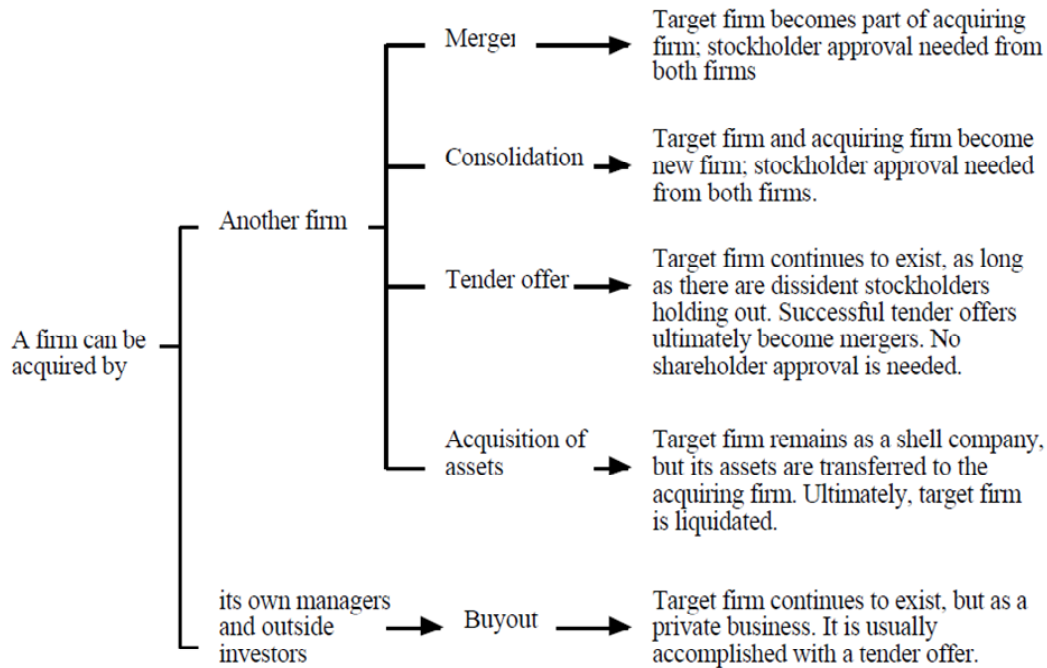 A firm can be
acquired by
Another firm
Merger
Target firm becomes part of acquiring
firm; stockholder approval needed from
both firms
Consolidation
Target firm and acquiring firm become
new firm; stockholder approval needed
from both firms.
Tender offer
Target firm continues to exist, as long
as there are dissident stockholders
holding out. Successful tender offers
ultimately become mergers. No
shareholder approval is needed.
Acquisition of
assets
Target firm remains as a shell company,
but its assets are transferred to the
acquiring firm. Ultimately, target firm
is liquidated.
its own managers
and outside
investors
Buyout
Target firm continues to exist, but as a
private business. It is usually
accomplished with a tender offer.